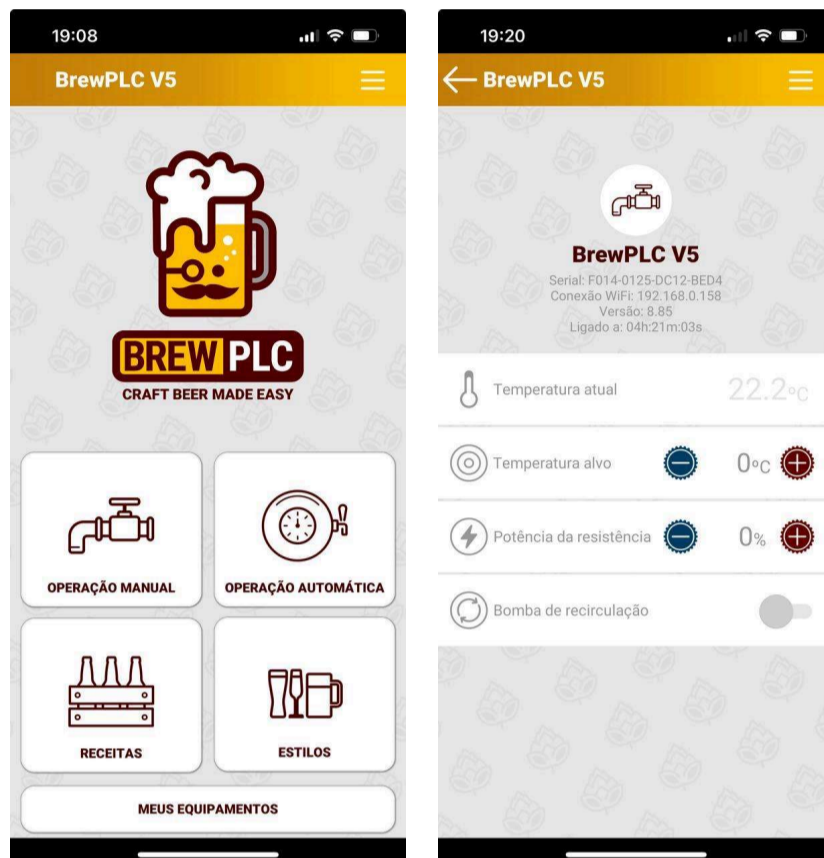 19:08
BrewPLC V5
BREW PLC
CRAFT BEER MADE EASY
OPERAÇÃO MANUAL
OPERAÇÃO AUTOMÁTICA
RECEITAS
ESTILOS
MEUS EQUIPAMENTOS
19:20
BrewPLC V5
BrewPLC V5
Serial: F014-0125-DC12-BED4
Conexão WiFi: 192.168.0.158
Versão: 8.85
Ligado a: 04h:21m:03s
Temperatura atual 22.2ºC
Temperatura alvo 0ºC
Potência da resistência 0%
Bomba de recirculação